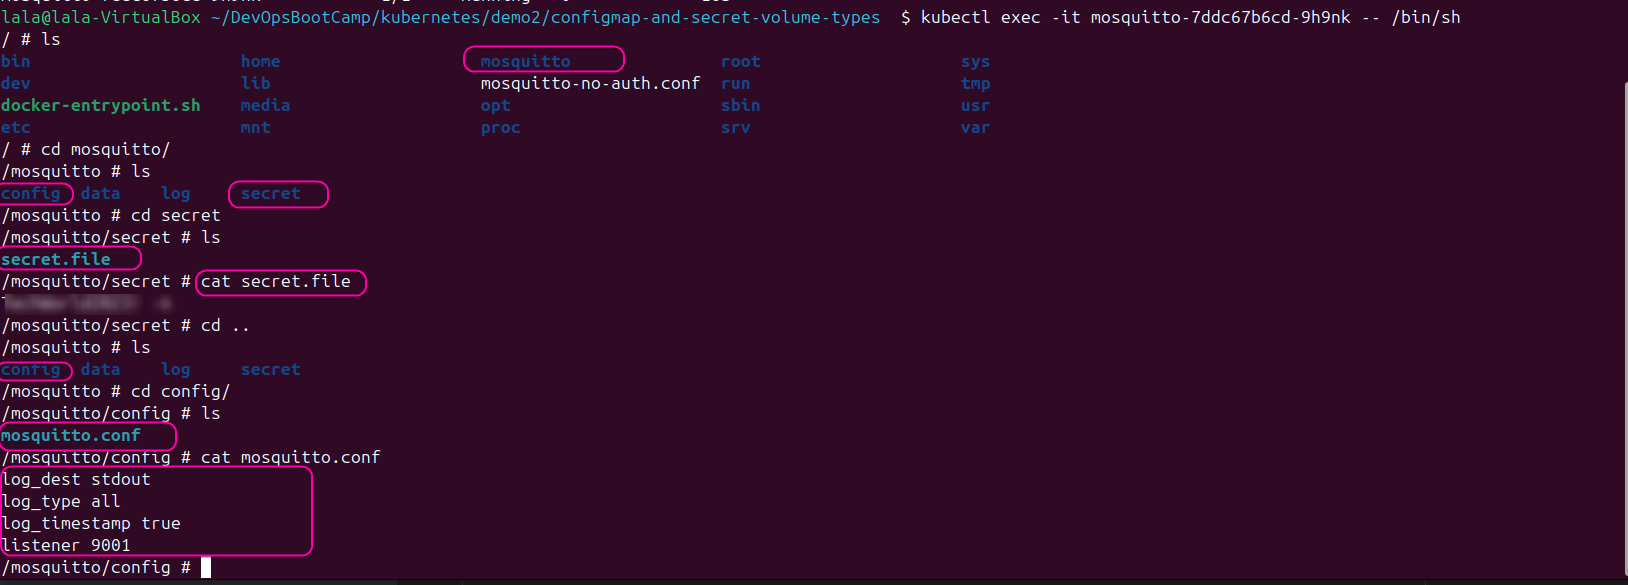 lala@lala-VirtualBox ~/DevOpsBootCamp/kubernetes/demo2/configmap-and-secret-volume-types $ kubectl exec -it mosquitto-7ddc67b6cd-9h9nk -- /bin/sh
/ # ls
bin home mosquitto root sys
dev lib mosquitto-no-auth.conf run tmp
docker-entrypoint.sh media opt sbin usr
etc mnt proc srv var
/ # cd mosquitto/
/mosquitto # ls
config data log secret
/mosquitto # cd secret
/mosquitto/secret # ls
secret.file
/mosquitto/secret # cat secret.file
/mosquitto/secret # cd ..
/mosquitto # ls
config data log secret
/mosquitto # cd config/
/mosquitto/config # ls
mosquitto.conf
/mosquitto/config # cat mosquitto.conf
log_dest stdout
log_type all
log_timestamp true
listener 9001
/mosquitto/config #